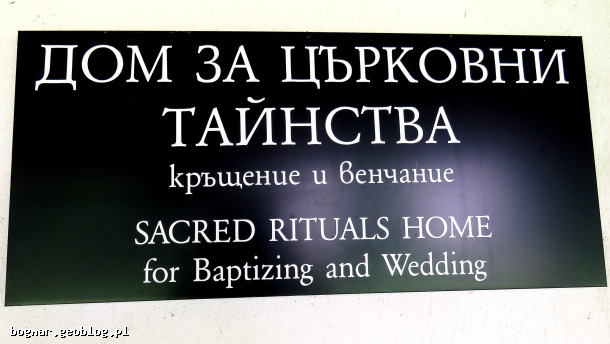 ДОМ ЗА ЦЪРКОВНИ
ТАЙНСТВА
кръщение и венчание
SACRED RITUALS HOME
for Baptizing and Wedding
bognar.geoblog.pl